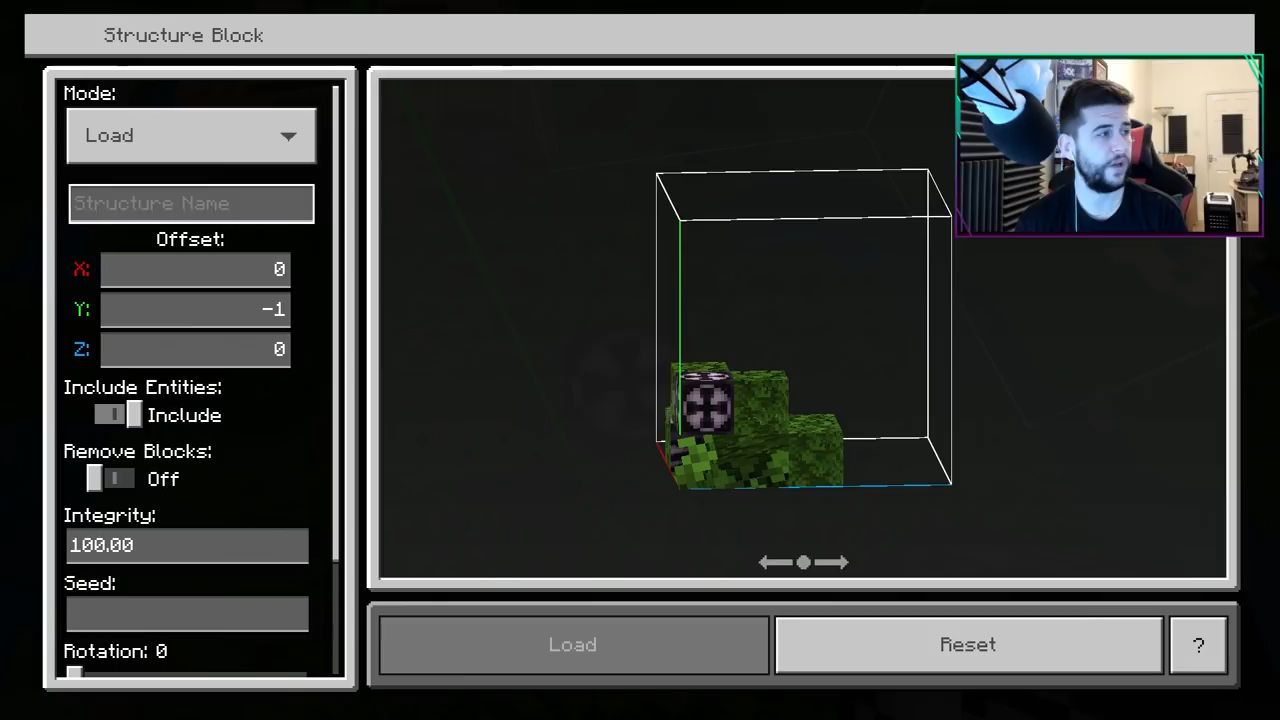 Structure Block
Mode:
Load
Structure Name
Offset:
X: 0
Y: -1
Z: 0
Include Entities:
Include
Remove Blocks:
Off
Integrity:
100.00
Seed:
Rotation: 0
Load
Reset
?